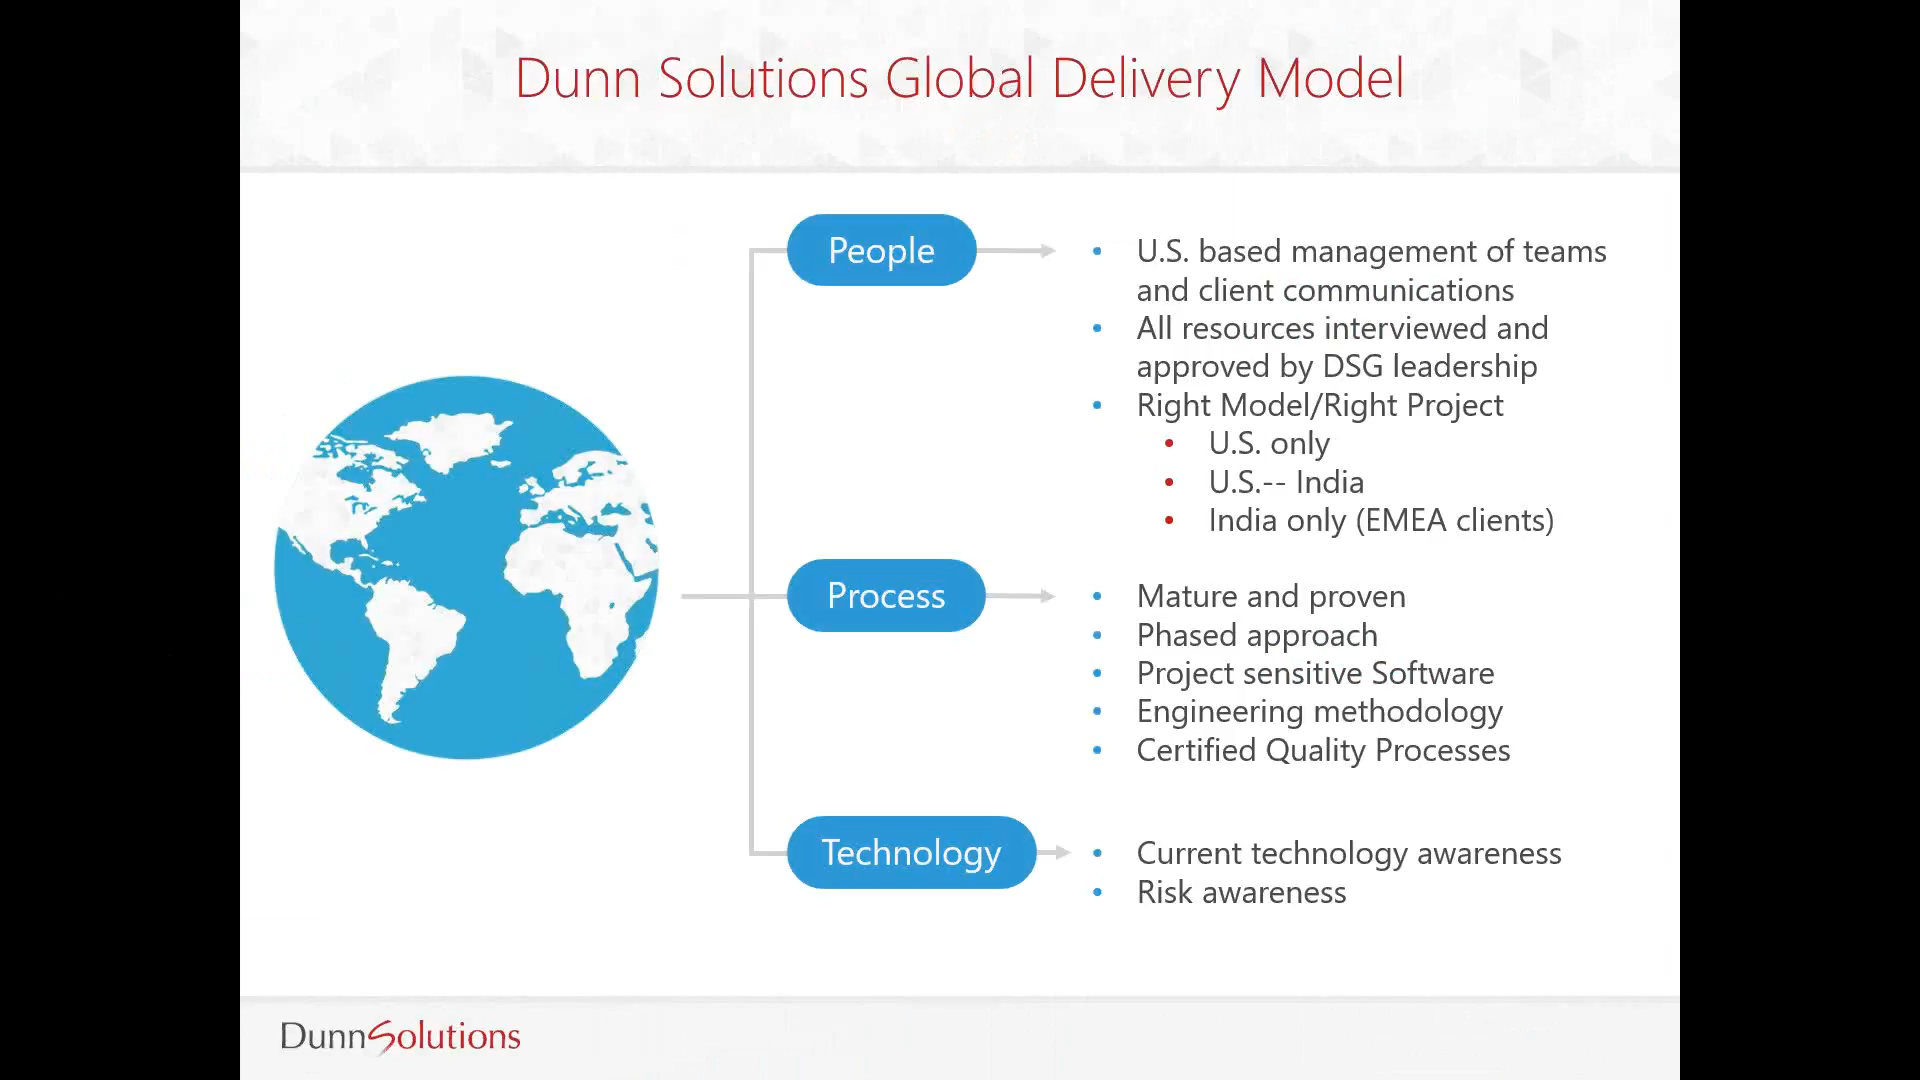 Dunn Solutions Global Delivery Model
People
• U.S. based management of teams
and client communications
• All resources interviewed and
approved by DSG leadership
• Right Model/Right Project
• U.S. only
• U.S.-- India
• India only (EMEA clients)
Process
• Mature and proven
• Phased approach
• Project sensitive Software
• Engineering methodology
• Certified Quality Processes
Technology
• Current technology awareness
• Risk awareness
DunnSolutions